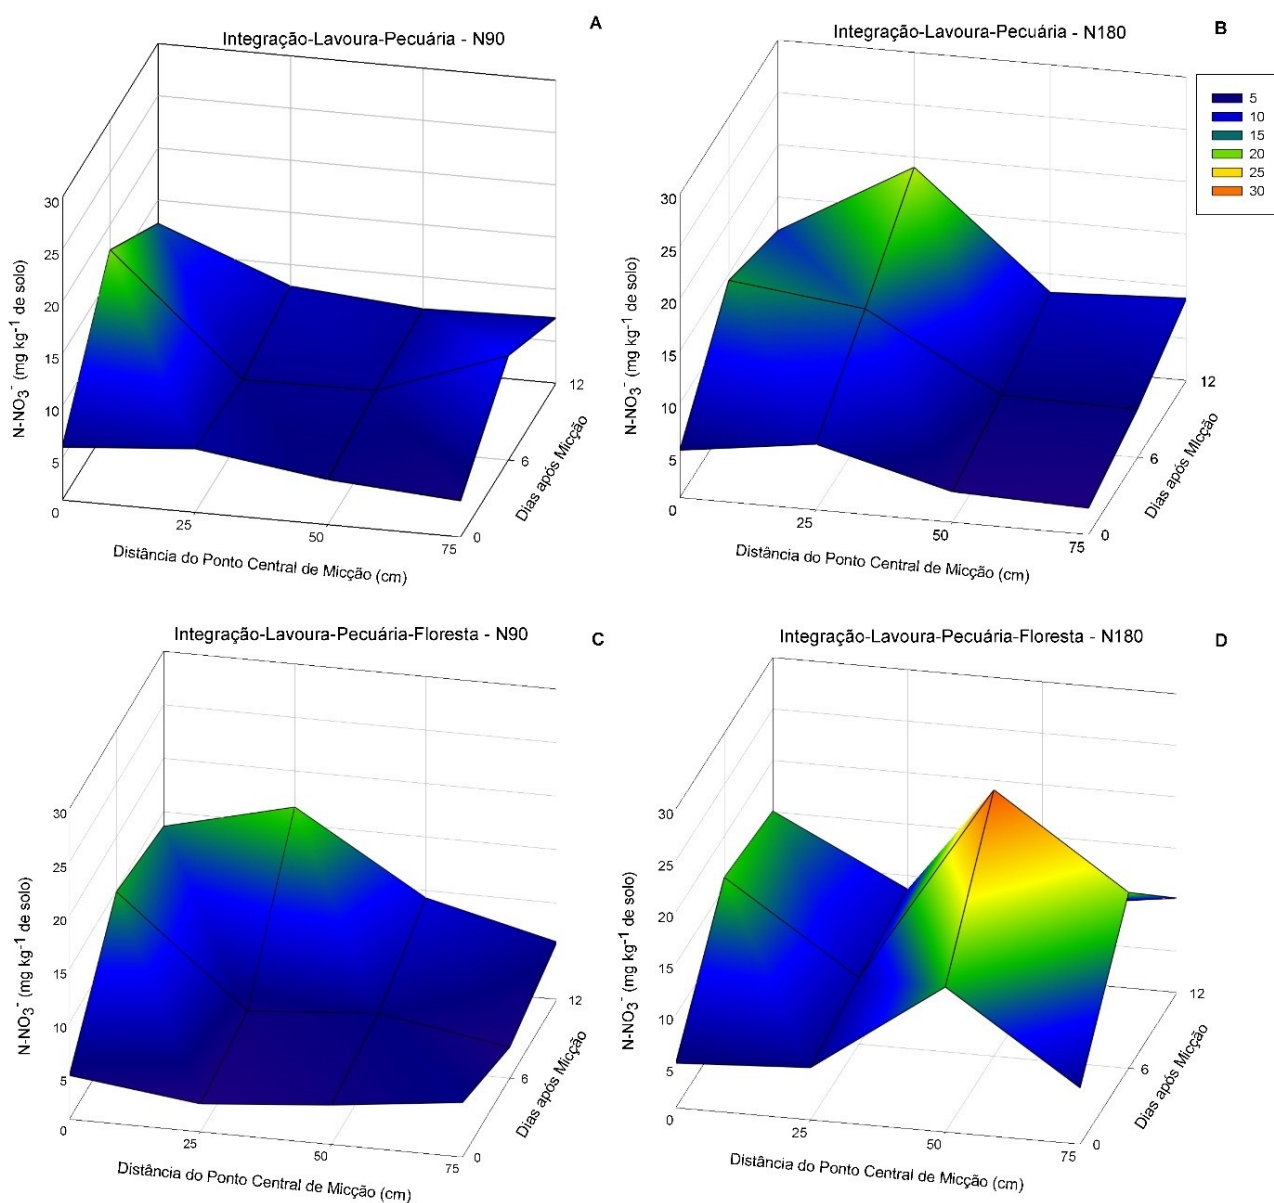 Integração-Lavoura-Pecuária - N90
A
30
25
20
15
10
5
0
N-NO3⁻ (mg kg⁻¹ de solo)
0
25
50
75
Distância do Ponto Central de Micção (cm)
0
6
12
Dias após Micção
Integração-Lavoura-Pecuária - N180
B
5
10
15
20
25
30
30
25
20
15
10
5
0
N-NO3⁻ (mg kg⁻¹ de solo)
25
50
75
Distância do Ponto Central de Micção (cm)
0
6
12
Dias após MIcção
Integração-Lavoura-Pecuária-Floresta - N90
C
30
25
20
15
10
5
0
N-NO3⁻ (mg kg⁻¹ de solo)
25
50
75
Distância do Ponto Central de Micção (cm)
0
6
12
Dias após Micção
Integração-Lavoura-Pecuária-Floresta - N180
D
30
25
20
15
10
5
0
N-NO3⁻ (mg kg⁻¹ de solo)
25
50
75
Distância do Ponto Central de Micção (cm)
0
6
12
Dias após Micção